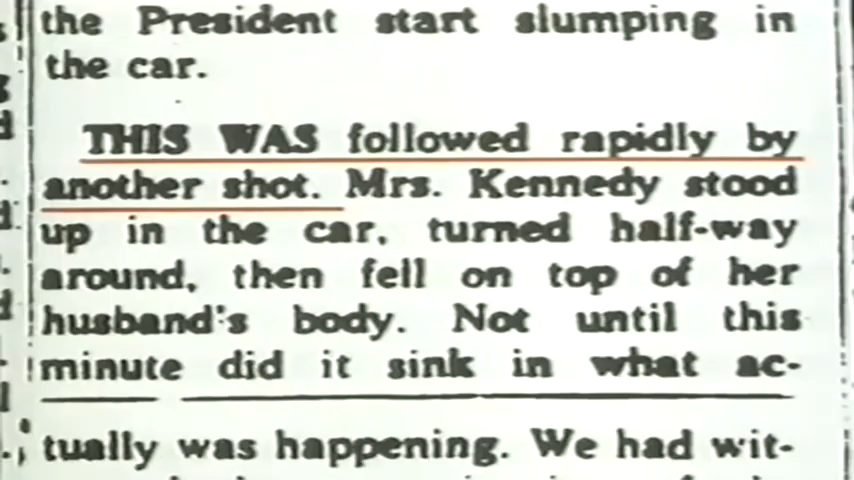 the President start slumping in
the car.
THIS WAS followed rapidly by
another shot. Mrs. Kennedy stood
up in the car, turned half-way
around, then fell on top of her
husband's body. Not until this
minute did it sink in what ac-
tually was happening. We had wit-